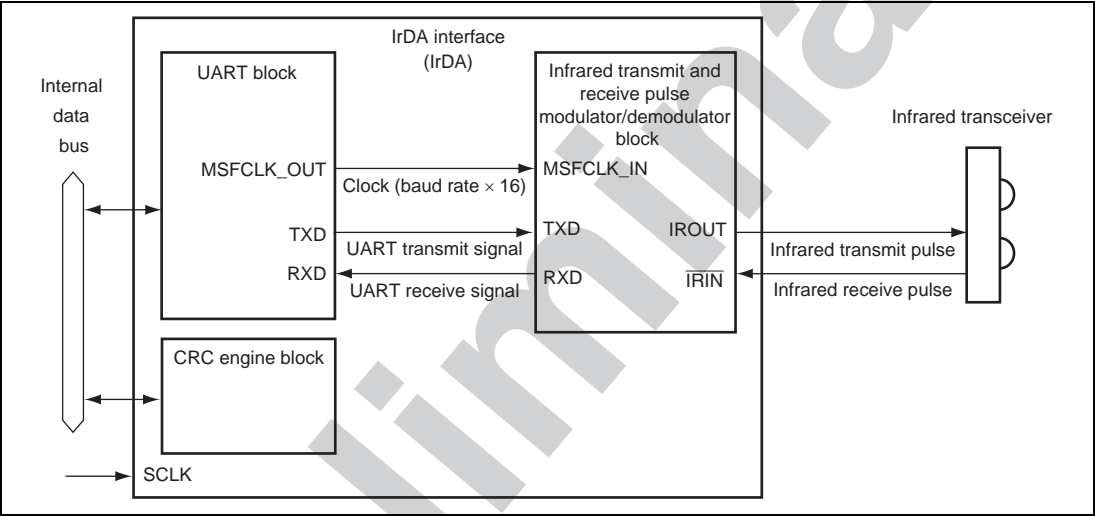 IrDA interface
(IrDA)
Internal
data
bus
UART block
MSFCLK_OUT
TXD
RXD
Clock (baud rate × 16)
UART transmit signal
UART receive signal
Infrared transmit and
receive pulse
modulator/demodulator
block
MSFCLK_IN
TXD
RXD
IROUT
IRIN
Infrared transmit pulse
Infrared receive pulse
Infrared transceiver
CRC engine block
SCLK
limina